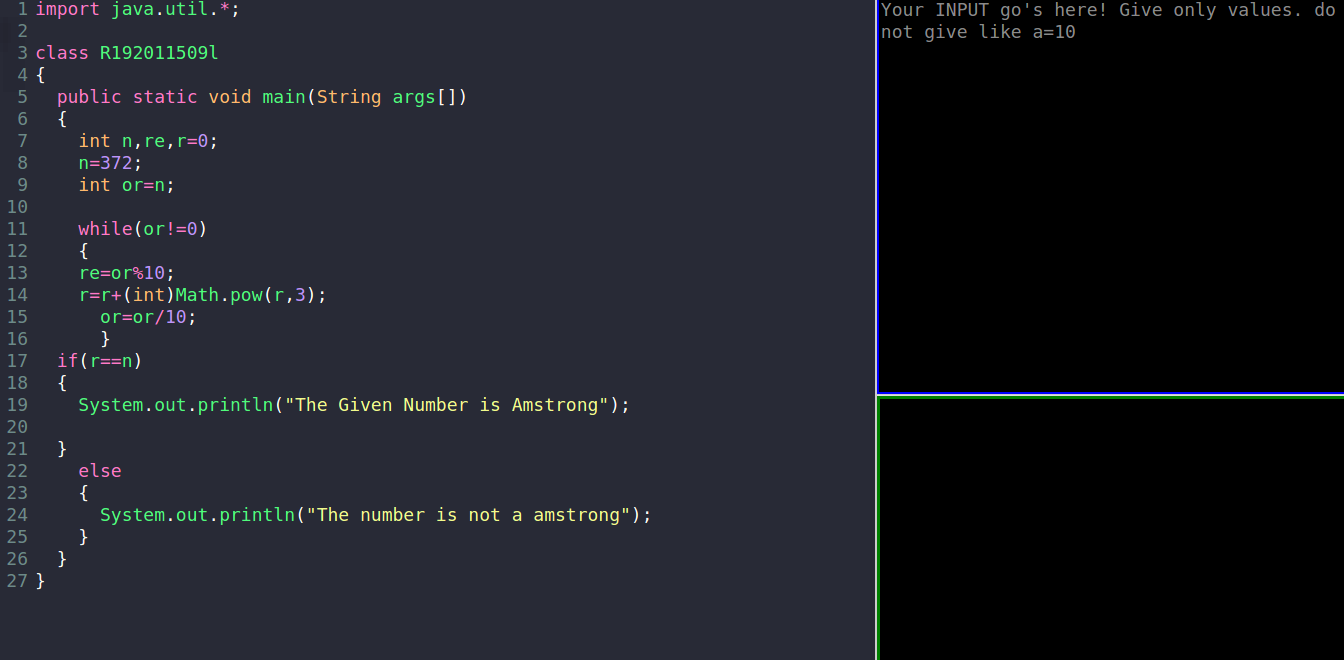 1 import java.util.*;
2
3 class R192011509l
4 {
5 public static void main(String args[])
6 {
7 int n,re,r=0;
8 n=372;
9 int or=n;
10
11 while(or!=0)
12 {
13 re=or%10;
14 r=r+(int)Math.pow(r,3);
15 or=or/10;
16 }
17 if(r==n)
18 {
19 System.out.println("The Given Number is Amstrong");
20
21 }
22 else
23 {
24 System.out.println("The number is not a amstrong");
25 }
26 }
27 }
Your INPUT go's here! Give only values. do
not give like a=10